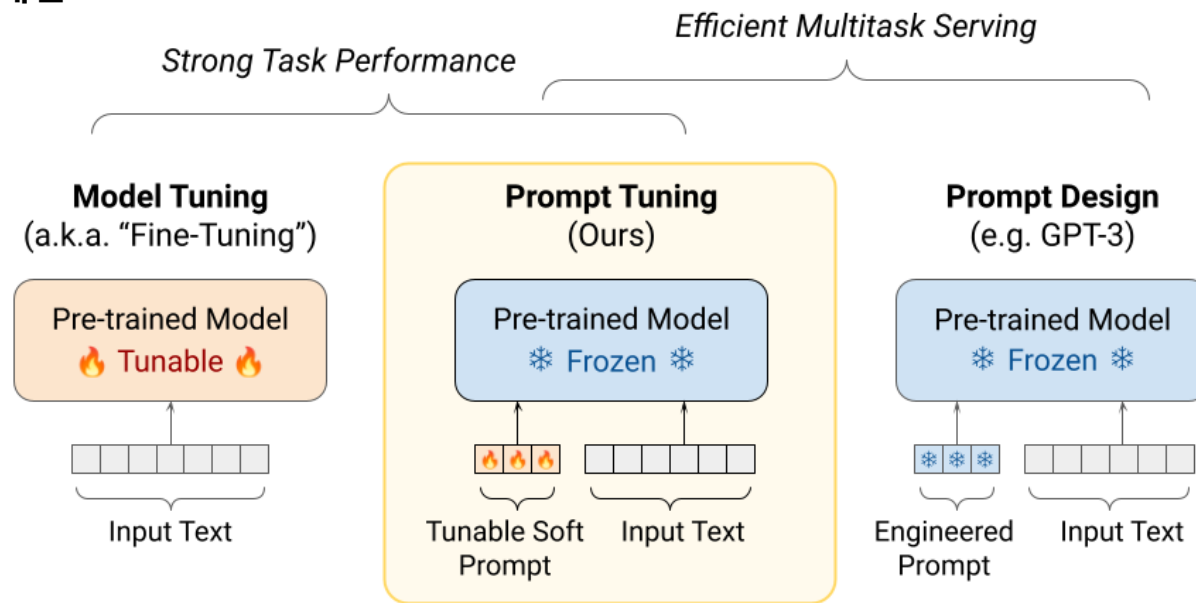 Efficient Multitask Serving
Strong Task Performance
Model Tuning
(a.k.a. “Fine-Tuning”)
Pre-trained Model
🔥 Tunable 🔥
Input Text
Prompt Tuning
(Ours)
Pre-trained Model
❄ Frozen ❄
Tunable Soft
Prompt
Input Text
Prompt Design
(e.g. GPT-3)
Pre-trained Model
❄ Frozen ❄
Engineered
Prompt
Input Text